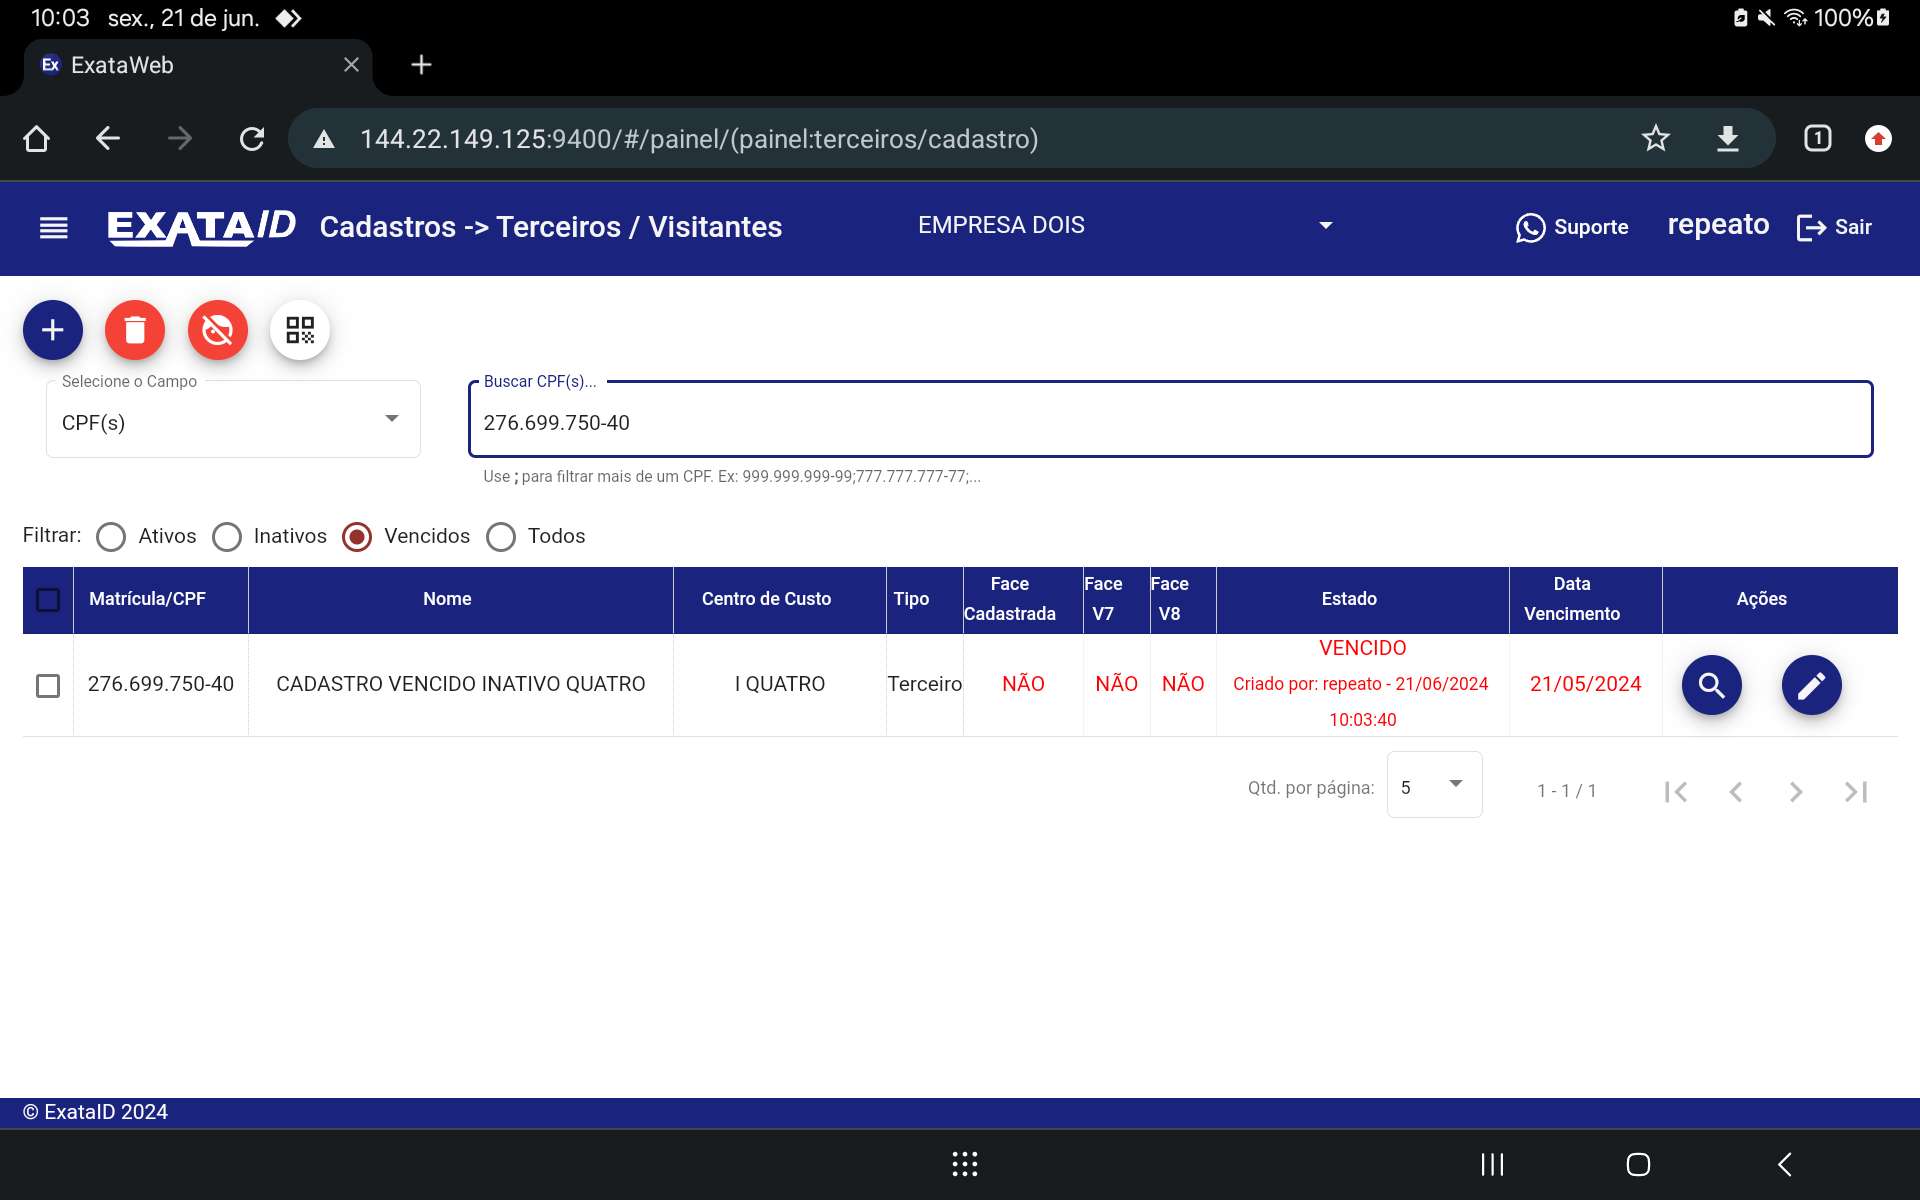 10:03 sex., 21 de jun. 100%
Ex ExataWeb
144.22.149.125:9400/#/painel/(painel:terceiros/cadastro) 1
EXATAID Cadastros -> Terceiros / Visitantes EMPRESA DOIS Suporte repeato Sair
Selecione o Campo Buscar CPF(s)...
CPF(s) 276.699.750-40
Use ; para filtrar mais de um CPF. Ex: 999.999.999-99;777.777.777-77;...
Filtrar: Ativos Inativos Vencidos Todos
Matrícula/CPF Nome Centro de Custo Tipo Face Cadastrada Face V7 Face V8 Estado Data Vencimento Ações
276.699.750-40 CADASTRO VENCIDO INATIVO QUATRO I QUATRO Terceiro NÃO NÃO NÃO VENCIDO Criado por: repeato - 21/06/2024 10:03:40 21/05/2024
Qtd. por página: 5 1 - 1 / 1
© ExataID 2024